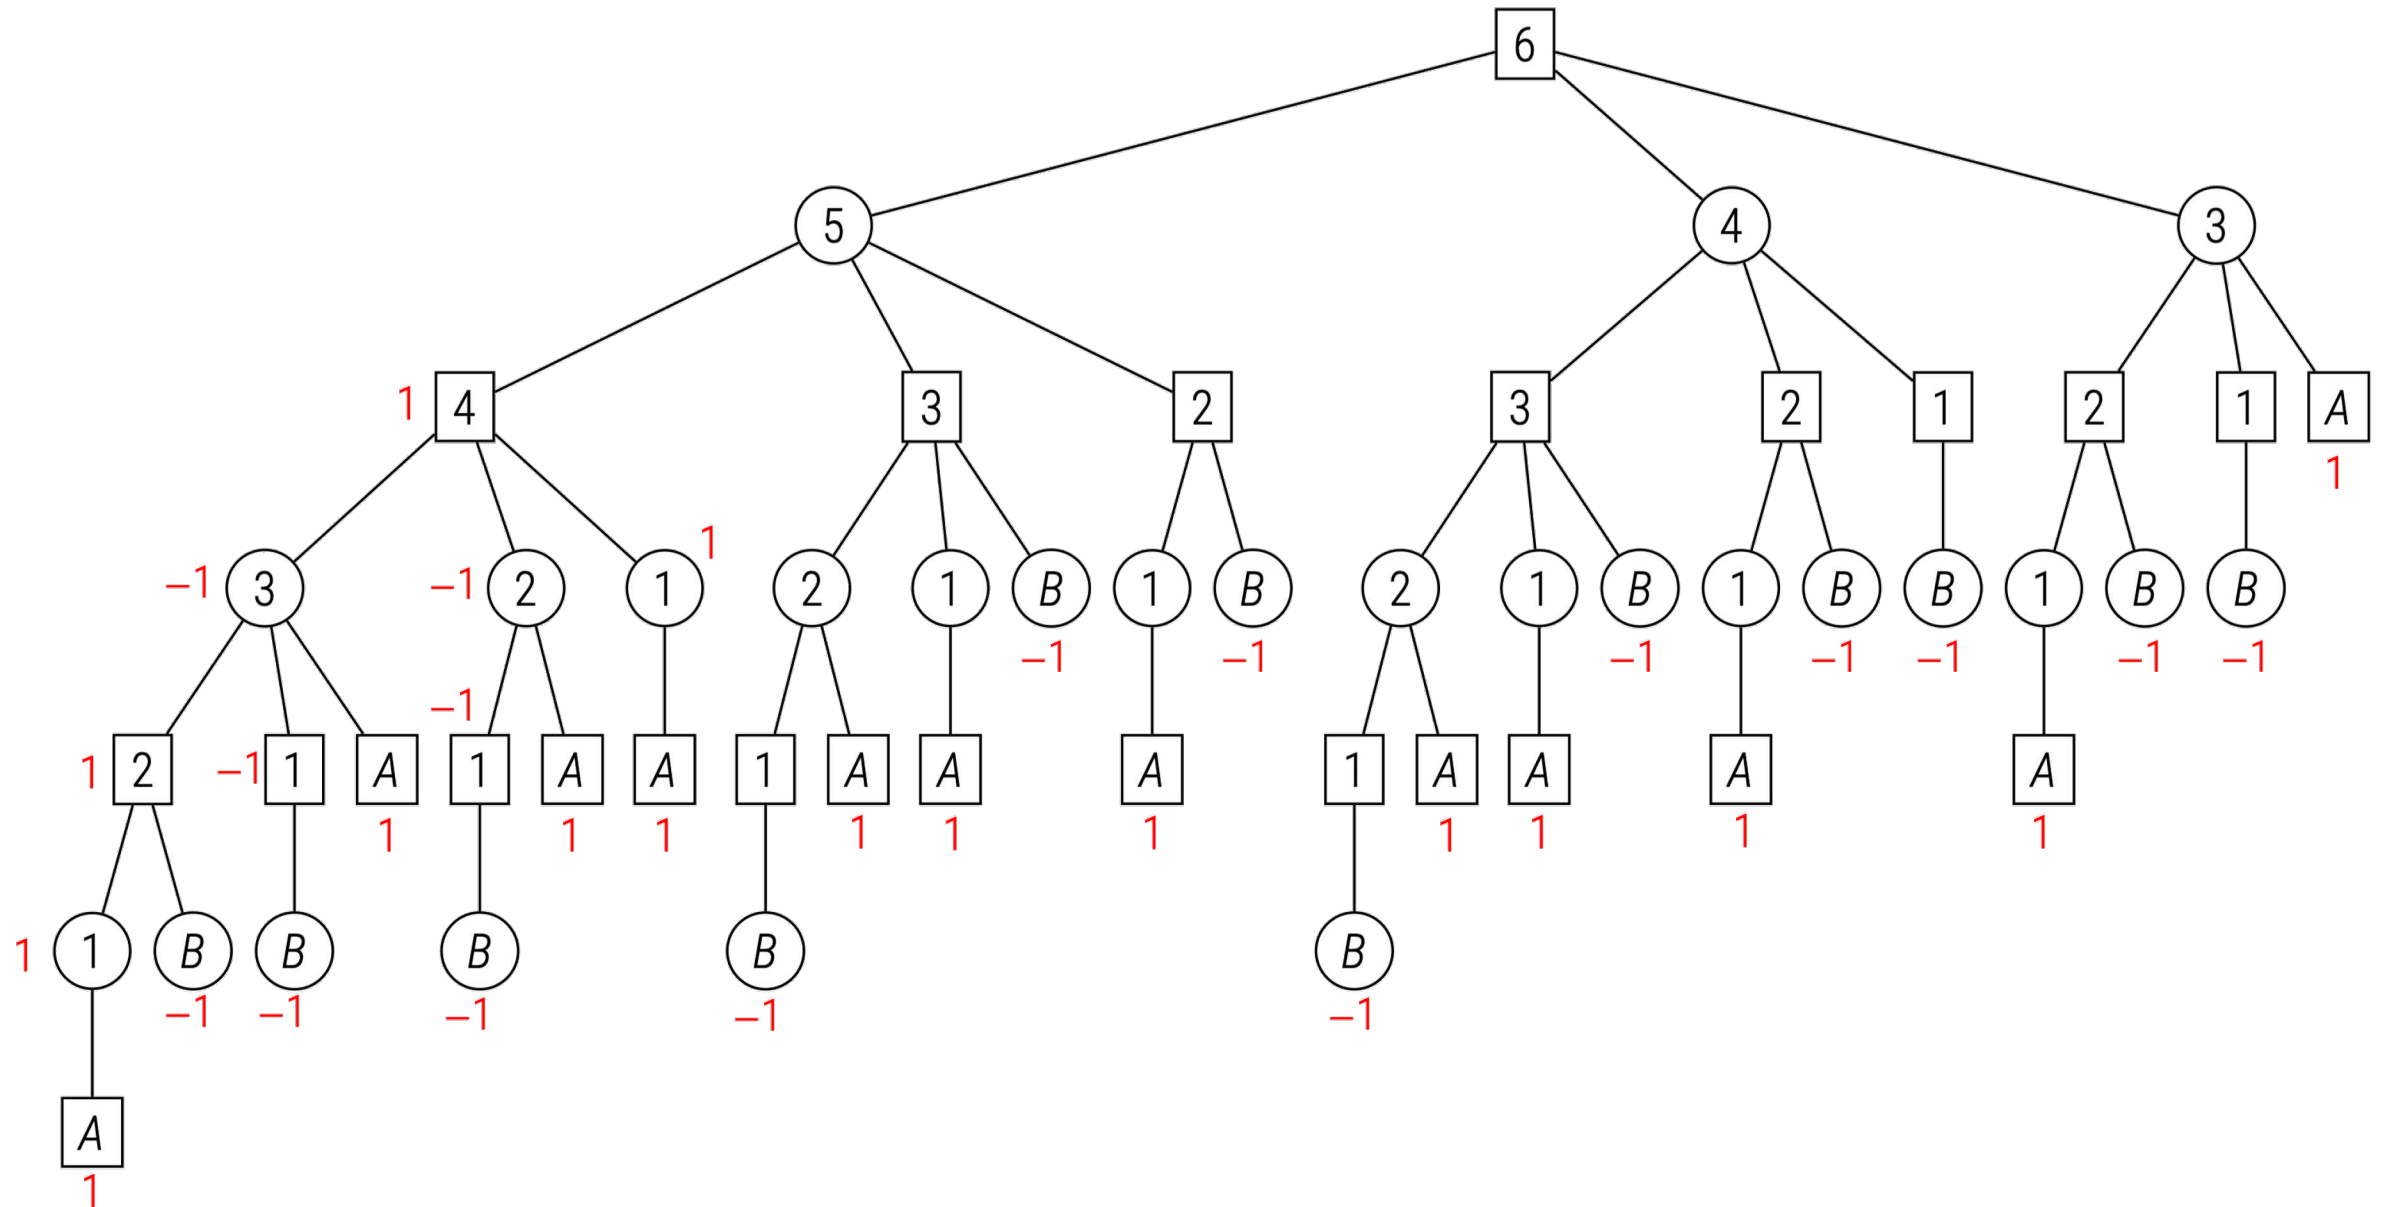 6
5 4 3
1 4 3 2 3 2 1 2 1 A
1
1
–1 3 –1 2 1 2 1 B 1 B 2 1 B 1 B B 1 B B
–1 –1 –1 –1 –1 –1 –1
–1
1 2 –1 1 A 1 A A 1 A A A 1 A A A A
1 1 1 1 1 1 1 1 1 1
1 1 B B B B B
–1 –1 –1 –1 –1
A
1